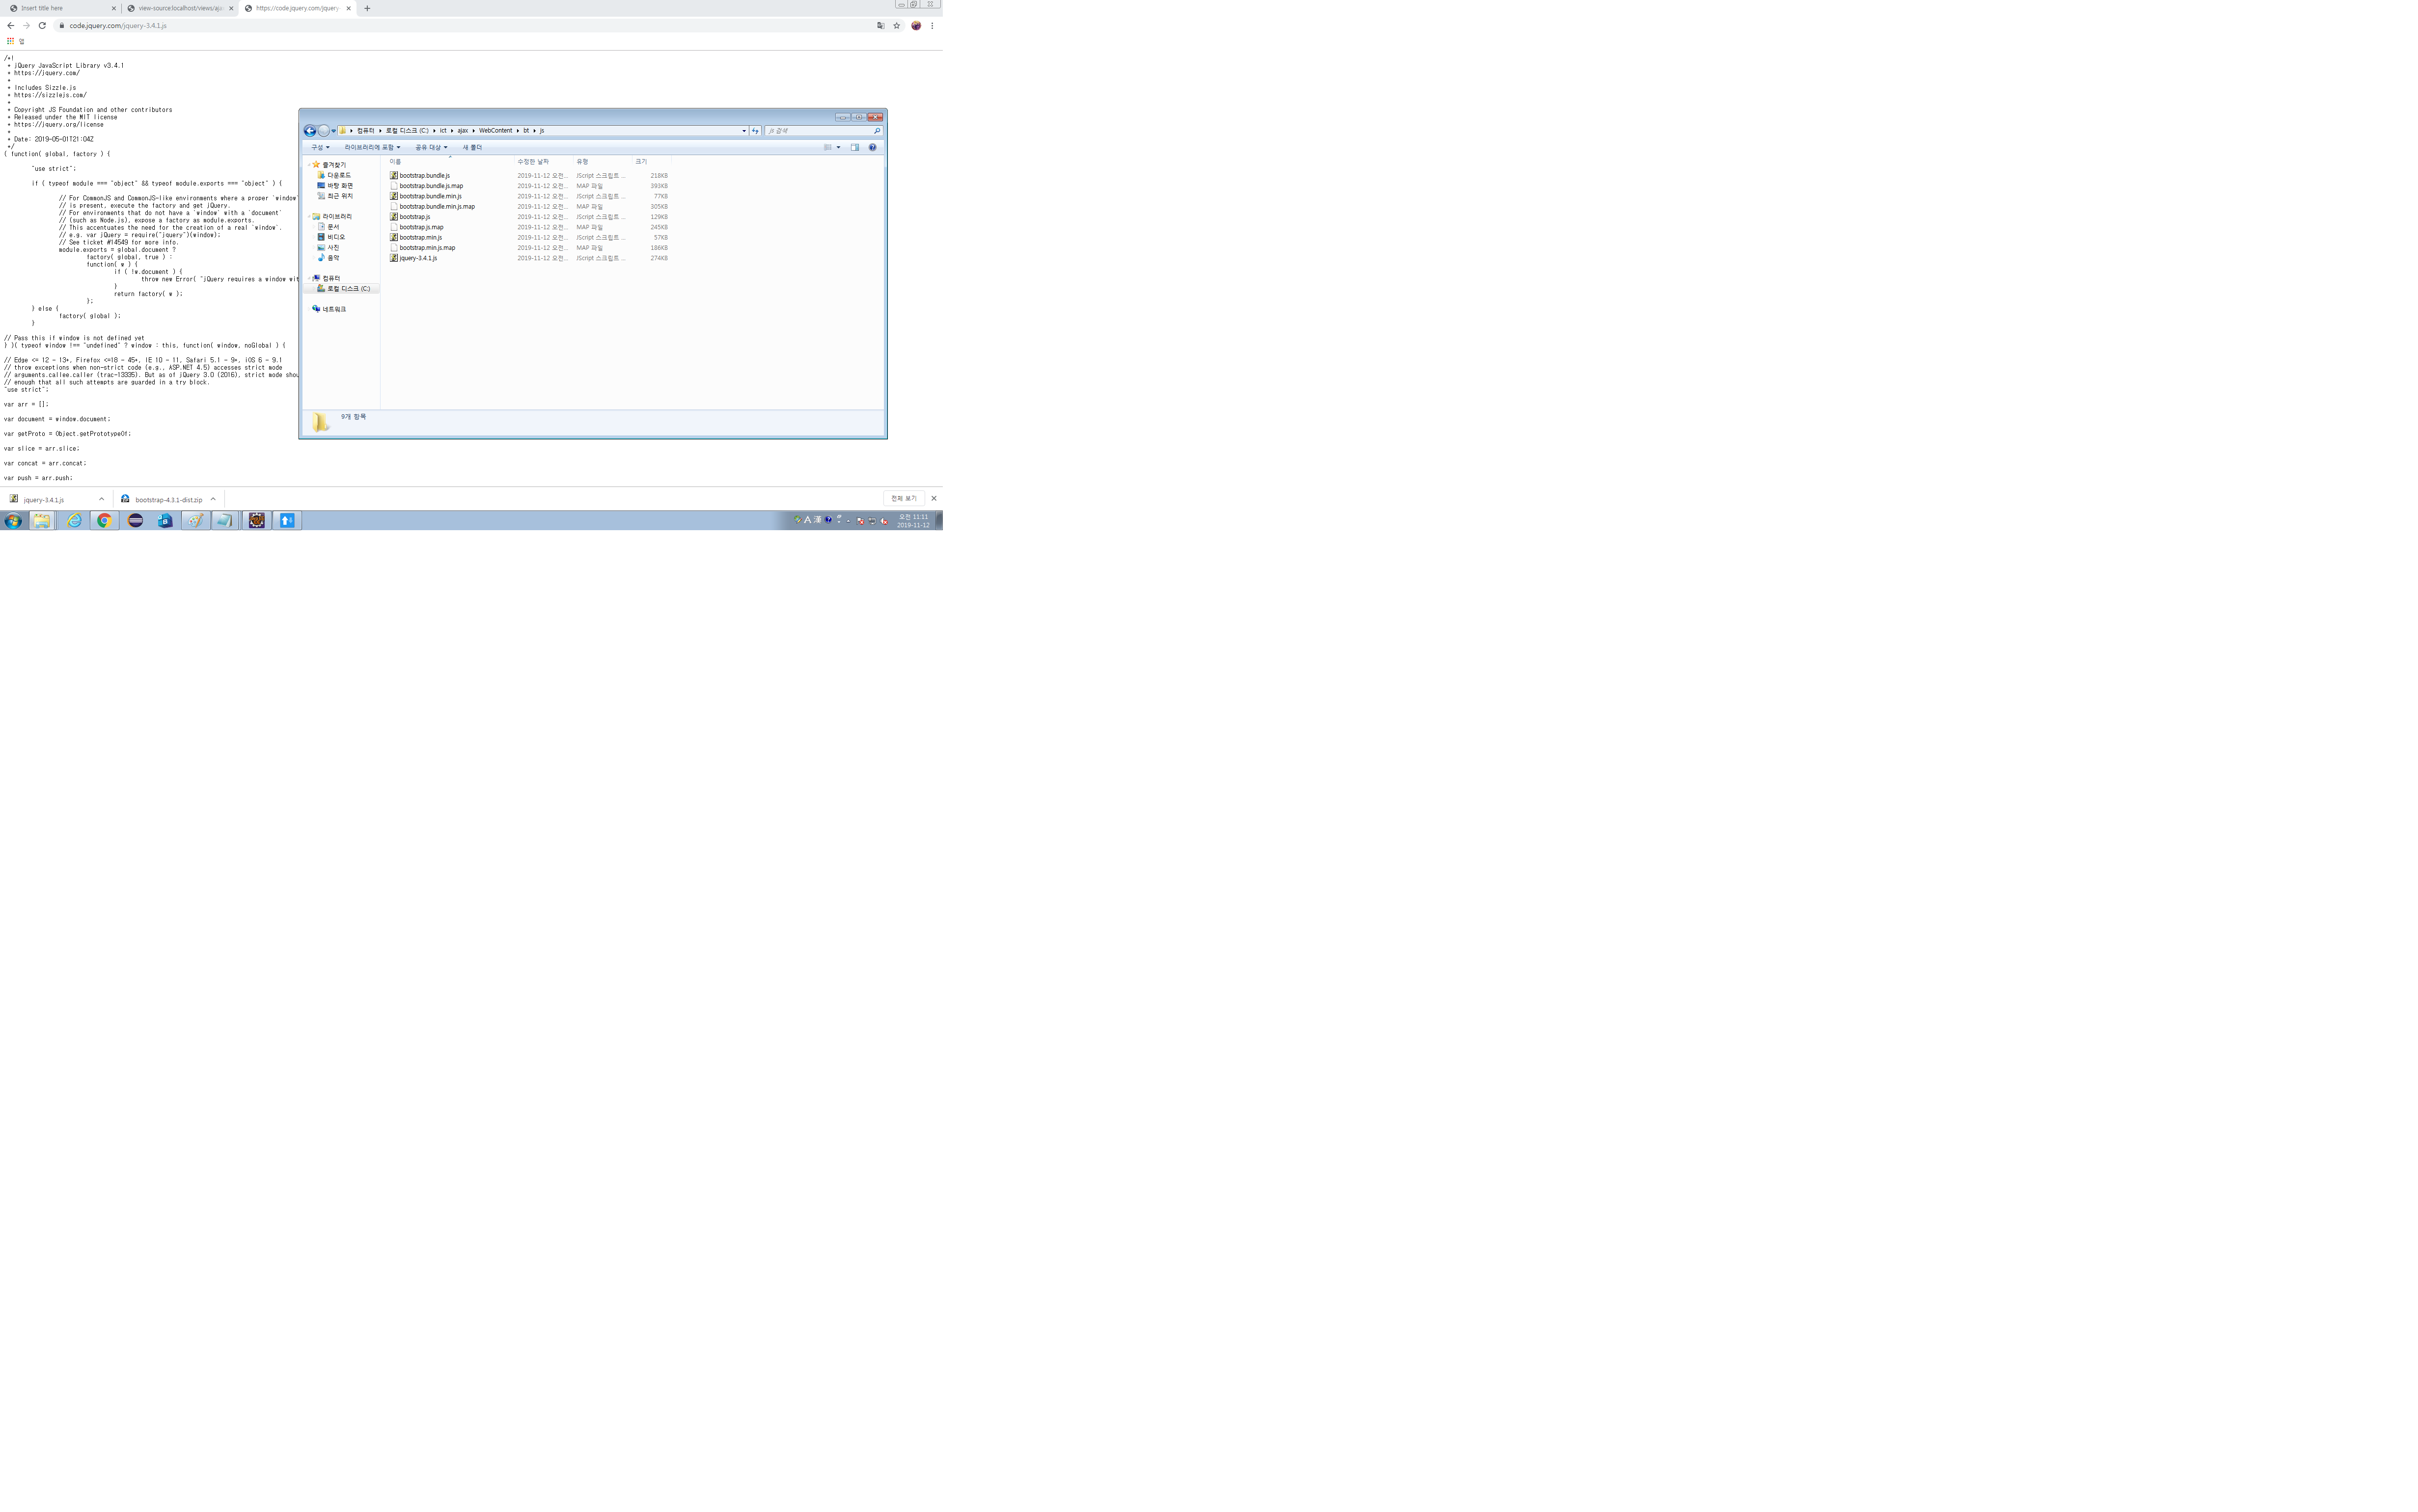 Insert title here
view-source:localhost/views/aja
https://code.jquery.com/jquery-
code.jquery.com/jquery-3.4.1.js
앱
/*!
* jQuery JavaScript Library v3.4.1
* https://jquery.com/
*
* Includes Sizzle.js
* https://sizzlejs.com/
*
* Copyright JS Foundation and other contributors
* Released under the MIT license
* https://jquery.org/license
*
* Date: 2019-05-01T21:04Z
*/
( function( global, factory ) {
"use strict";
if ( typeof module === "object" && typeof module.exports === "object" ) {
// For CommonJS and CommonJS-like environments where a proper `window`
// is present, execute the factory and get jQuery.
// For environments that do not have a `window` with a `document`
// (such as Node.js), expose a factory as module.exports.
// This accentuates the need for the creation of a real `window`.
// e.g. var jQuery = require("jquery")(window);
// See ticket #14549 for more info.
module.exports = global.document ?
factory( global, true ) :
function( w ) {
if ( !w.document ) {
throw new Error( "jQuery requires a window wit
}
return factory( w );
};
} else {
factory( global );
}
// Pass this if window is not defined yet
} )( typeof window !== "undefined" ? window : this, function( window, noGlobal ) {
// Edge <= 12 - 13+, Firefox <=18 - 45+, IE 10 - 11, Safari 5.1 - 9+, iOS 6 - 9.1
// throw exceptions when non-strict code (e.g., ASP.NET 4.5) accesses strict mode
// arguments.callee.caller (trac-13335). But as of jQuery 3.0 (2016), strict mode shou
// enough that all such attempts are guarded in a try block.
"use strict";
var arr = [];
var document = window.document;
var getProto = Object.getPrototypeOf;
var slice = arr.slice;
var concat = arr.concat;
var push = arr.push;
컴퓨터 ▸ 로컬 디스크 (C:) ▸ ict ▸ ajax ▸ WebContent ▸ bt ▸ js
js 검색
구성 라이브러리에 포함 공유 대상 새 폴더
즐겨찾기
다운로드
바탕 화면
최근 위치
라이브러리
문서
비디오
사진
음악
컴퓨터
로컬 디스크 (C:)
네트워크
이름 수정한 날짜 유형 크기
bootstrap.bundle.js 2019-11-12 오전... JScript 스크립트 ... 218KB
bootstrap.bundle.js.map 2019-11-12 오전... MAP 파일 393KB
bootstrap.bundle.min.js 2019-11-12 오전... JScript 스크립트 ... 77KB
bootstrap.bundle.min.js.map 2019-11-12 오전... MAP 파일 305KB
bootstrap.js 2019-11-12 오전... JScript 스크립트 ... 129KB
bootstrap.js.map 2019-11-12 오전... MAP 파일 245KB
bootstrap.min.js 2019-11-12 오전... JScript 스크립트 ... 57KB
bootstrap.min.js.map 2019-11-12 오전... MAP 파일 186KB
jquery-3.4.1.js 2019-11-12 오전... JScript 스크립트 ... 274KB
9개 항목
jquery-3.4.1.js
bootstrap-4.3.1-dist.zip
전체 보기
A 漢
오전 11:11
2019-11-12